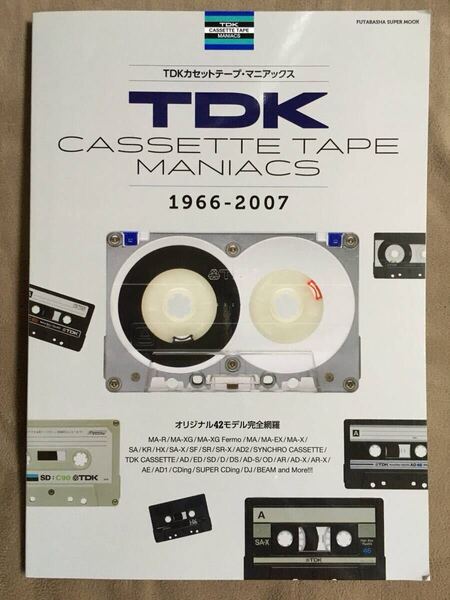 TDK
CASSETTE TAPE
MANIACS
FUTABASHA SUPER MOOK
TDKカセットテープ・マニアックス
TDK
CASSETTE TAPE
MANIACS
1966-2007
オリジナル42モデル完全網羅
MA-R/MA-XG/MA-XG Fermo/MA/MA-EX/MA-X/
SA/KR/HX/SA-X/SF/SR/SR-X/AD2/SYNCHRO CASSETTE/
TDK CASSETTE/AD/ED/SD/D/DS/AD-S/OD/AR/AD-X/AR-X/
AE/AD1/CDing/SUPER CDing/DJ/BEAM and More!!!
TDK
A
TDK
AD46
SD:C90 TDK
A
SA-X
46
TDK